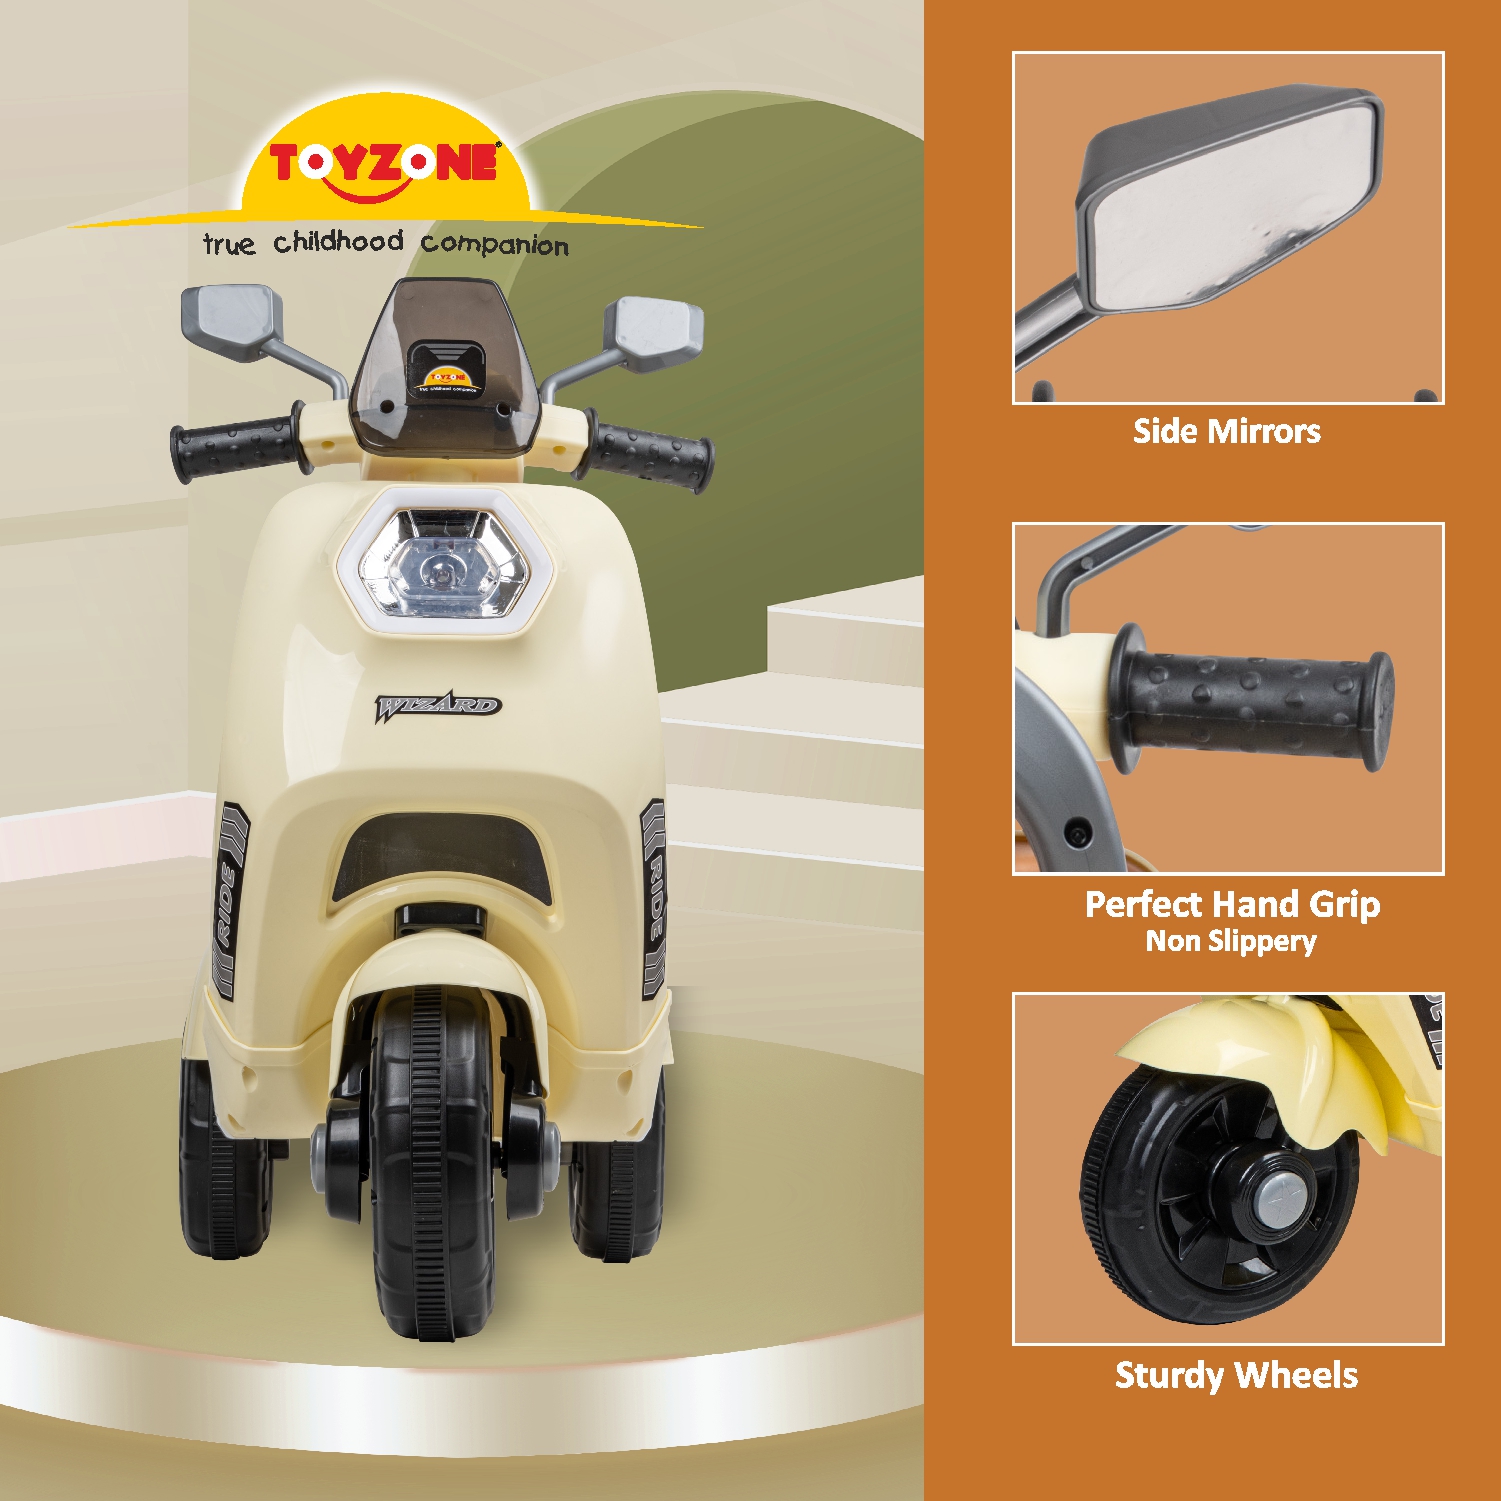 TOYZONE
true childhood companion
TOYZONE
true childhood companion
WIZARD
RIDE
RIDE
Side Mirrors
Perfect Hand Grip
Non Slippery
Sturdy Wheels